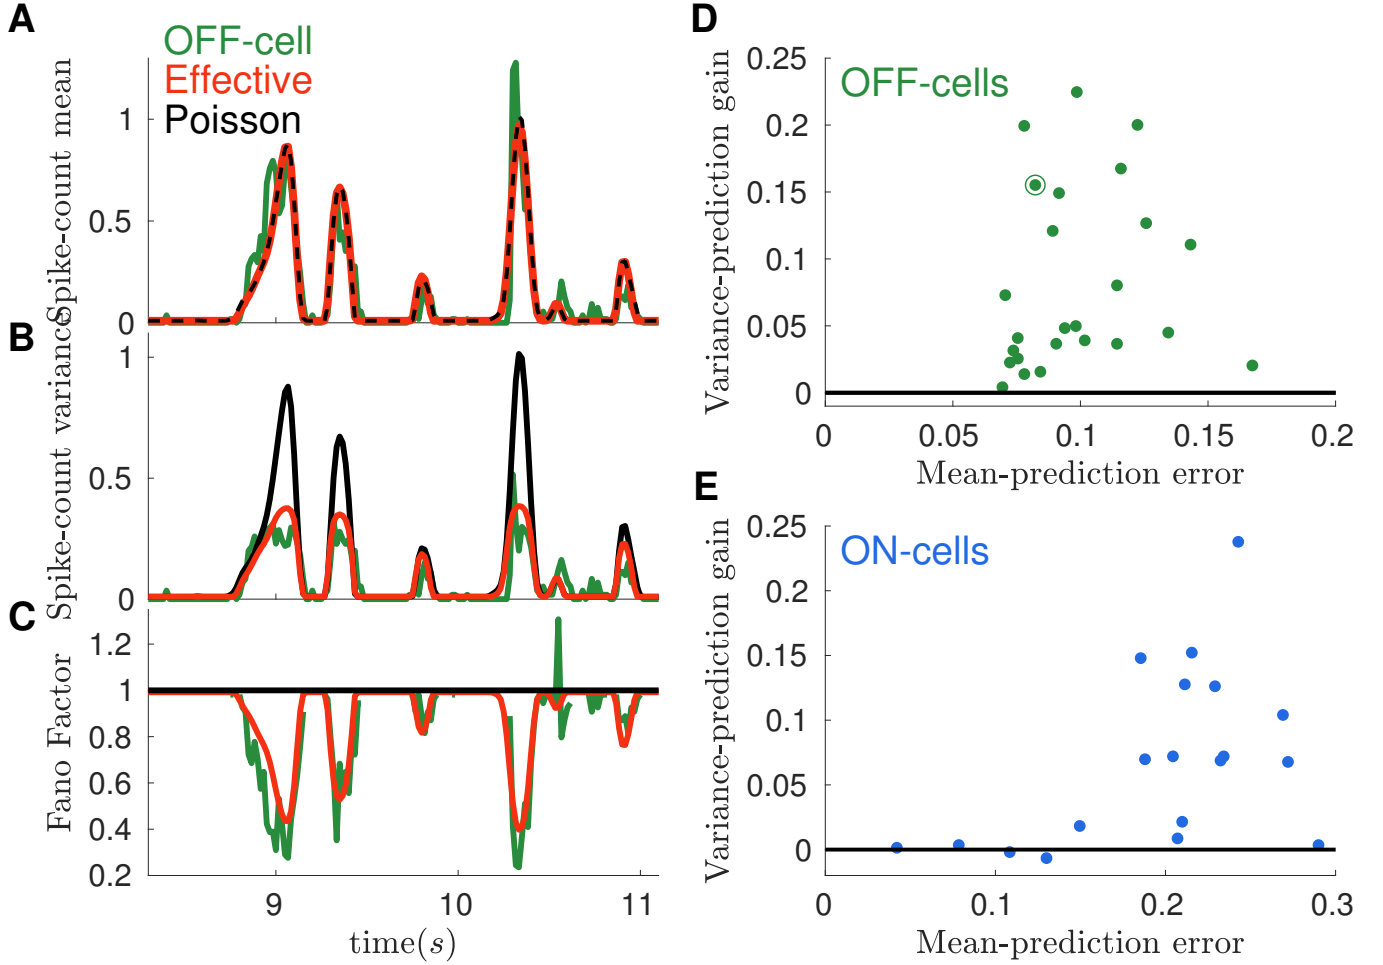 A
OFF-cell
Effective
Poisson
Spike-count mean
1
0.5
0
B
Spike-count variance
1
0.5
0
C
Fano Factor
1.2
1
0.8
0.6
0.4
0.2
9
10
11
time(s)
D
OFF-cells
Variance-prediction gain
0.25
0.2
0.15
0.1
0.05
0
0
0.05
0.1
0.15
0.2
Mean-prediction error
E
ON-cells
Variance-prediction gain
0.25
0.2
0.15
0.1
0.05
0
0
0.1
0.2
0.3
Mean-prediction error